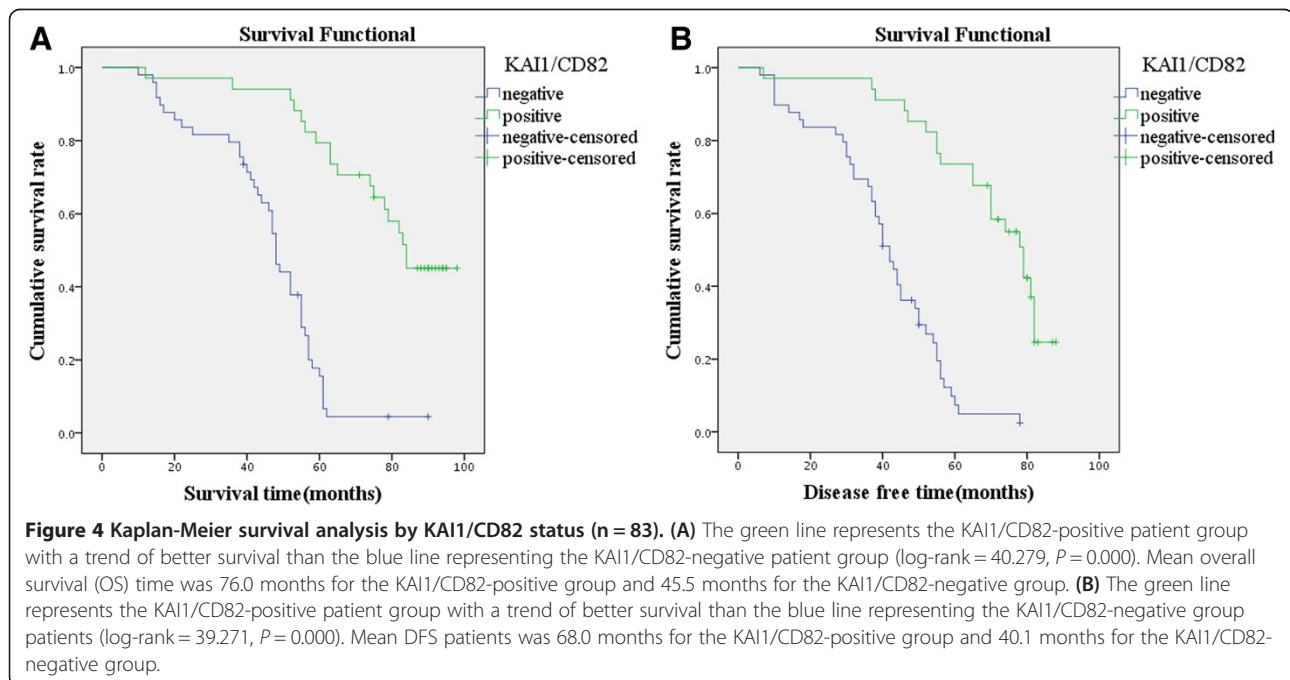 A
Survival Functional
KAI1/CD82
negative
positive
negative-censored
positive-censored
Cumulative survival rate
1.0
0.8
0.6
0.4
0.2
0.0
0 20 40 60 80 100
Survival time(months)
B
Survival Functional
KAI1/CD82
negative
positive
negative-censored
positive-censored
Cumulative survival rate
1.0
0.8
0.6
0.4
0.2
0.0
0 20 40 60 80 100
Disease free time(months)
Figure 4 Kaplan-Meier survival analysis by KAI1/CD82 status (n = 83). (A) The green line represents the KAI1/CD82-positive patient group
with a trend of better survival than the blue line representing the KAI1/CD82-negative patient group (log-rank = 40.279, P = 0.000). Mean overall
survival (OS) time was 76.0 months for the KAI1/CD82-positive group and 45.5 months for the KAI1/CD82-negative group. (B) The green line
represents the KAI1/CD82-positive patient group with a trend of better survival than the blue line representing the KAI1/CD82-negative group
patients (log-rank = 39.271, P = 0.000). Mean DFS patients was 68.0 months for the KAI1/CD82-positive group and 40.1 months for the KAI1/CD82-
negative group.